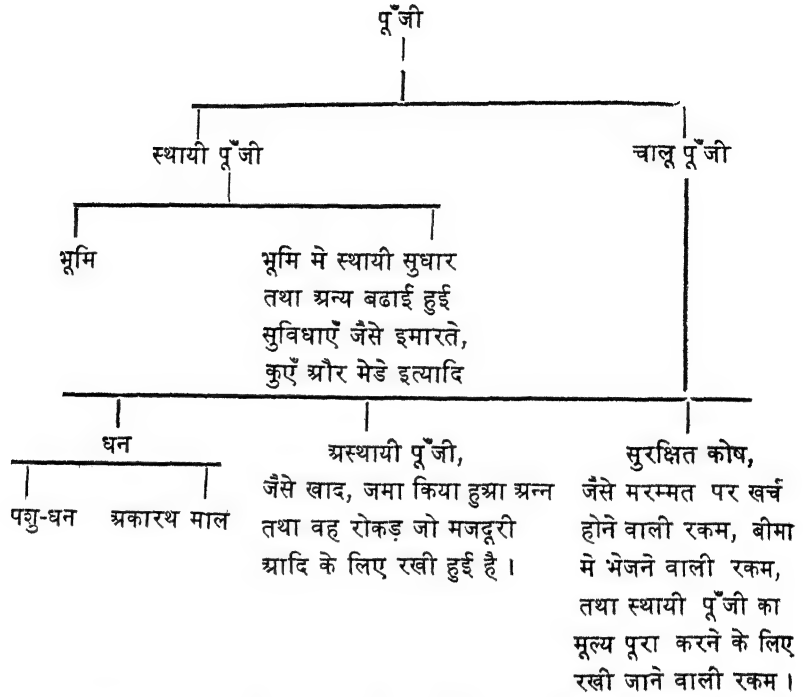 पूँजी
स्थायी पूँजी
चालू पूँजी
भूमि
भूमि मे स्थायी सुधार
तथा अन्य बढाई हुई
सुविधाएँ जैसे इमारते,
कुएँ और मेडे इत्यादि
धन
पशु-धन
अकारथ माल
अस्थायी पूँजी,
जैसे खाद, जमा किया हुआ अन्न
तथा वह रोकड़ जो मजदूरी
आदि के लिए रखी हुई है ।
सुरक्षित कोष,
जैसे मरम्मत पर खर्च
होने वाली रकम, बीमा
मे भेजने वाली रकम,
तथा स्थायी पूँजी का
मूल्य पूरा करने के लिए
रखी जाने वाली रकम ।